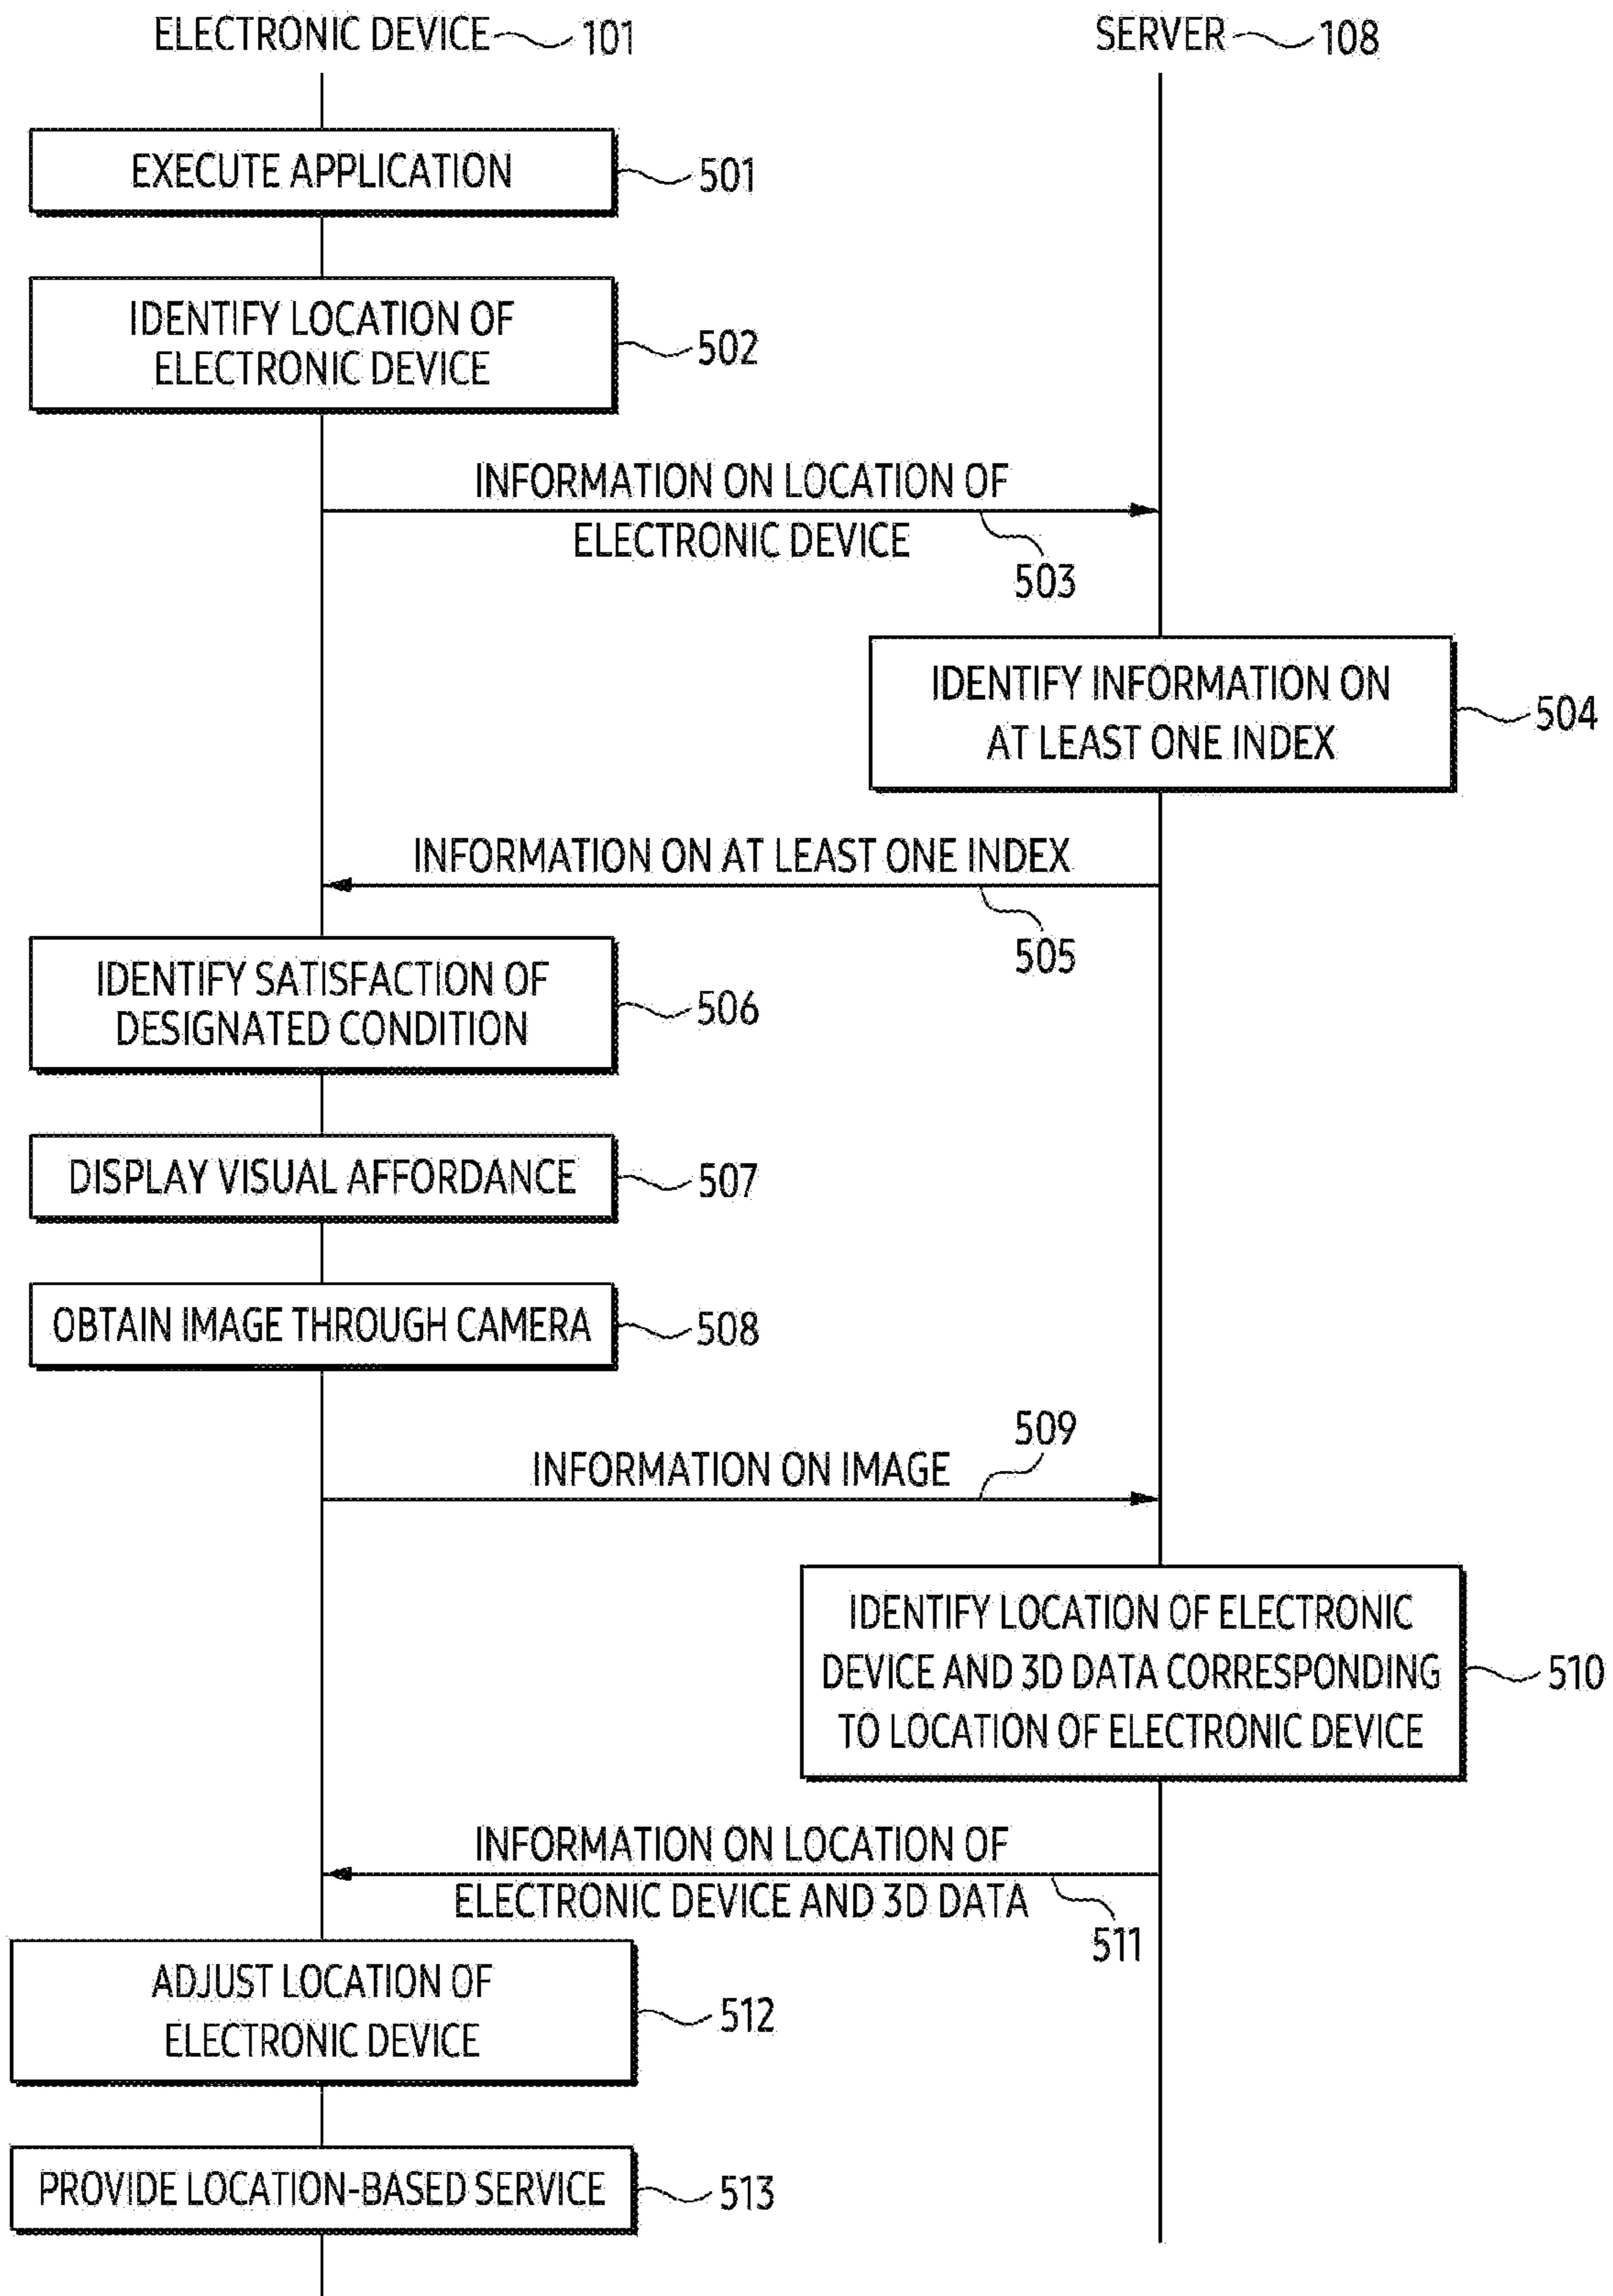 ELECTRONIC DEVICE 101
SERVER 108
EXECUTE APPLICATION
501
IDENTIFY LOCATION OF
ELECTRONIC DEVICE
502
INFORMATION ON LOCATION OF
ELECTRONIC DEVICE
503
IDENTIFY INFORMATION ON
AT LEAST ONE INDEX
504
INFORMATION ON AT LEAST ONE INDEX
505
IDENTIFY SATISFACTION OF
DESIGNATED CONDITION
506
DISPLAY VISUAL AFFORDANCE
507
OBTAIN IMAGE THROUGH CAMERA
508
509
INFORMATION ON IMAGE
IDENTIFY LOCATION OF ELECTRONIC
DEVICE AND 3D DATA CORRESPONDING
TO LOCATION OF ELECTRONIC DEVICE
510
INFORMATION ON LOCATION OF
ELECTRONIC DEVICE AND 3D DATA
511
ADJUST LOCATION OF
ELECTRONIC DEVICE
512
PROVIDE LOCATION-BASED SERVICE
513